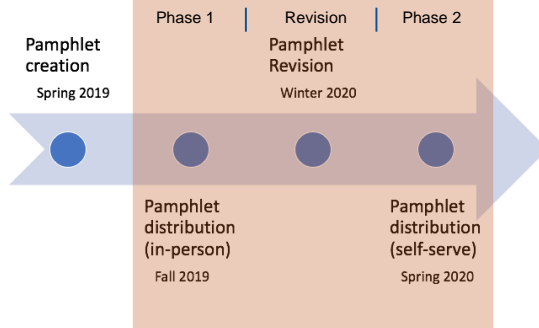 Phase 1 | Revision | Phase 2
Pamphlet
creation
Spring 2019
Pamphlet
Revision
Winter 2020
Pamphlet
distribution
(in-person)
Fall 2019
Pamphlet
distribution
(self-serve)
Spring 2020